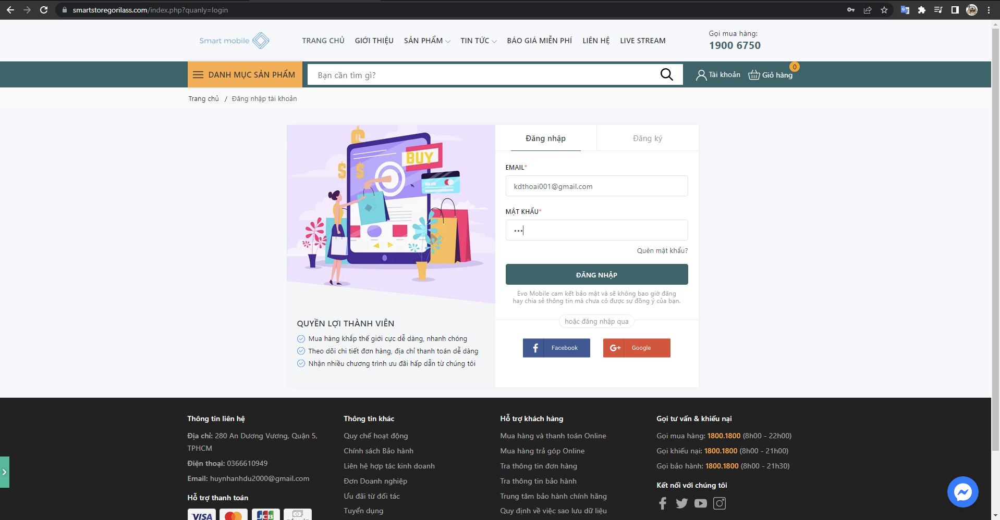 smartstoregorilass.com/index.php?quanly=login
Smart mobile
TRANG CHỦ GIỚI THIỆU SẢN PHẨM TIN TỨC BÁO GIÁ MIỄN PHÍ LIÊN HỆ LIVE STREAM
Gọi mua hàng:
1900 6750
DANH MỤC SẢN PHẨM
Bạn cần tìm gì?
Tài khoản
Giỏ hàng
0
Trang chủ / Đăng nhập tài khoản
BUY
Đăng nhập
Đăng ký
EMAIL*
kdthoai001@gmail.com
MẬT KHẨU*
•••
Quên mật khẩu?
ĐĂNG NHẬP
Evo Mobile cam kết bảo mật và sẽ không bao giờ đăng
hay chia sẻ thông tin mà chưa có được sự đồng ý của bạn.
hoặc đăng nhập qua
Facebook
G+ Google
QUYỀN LỢI THÀNH VIÊN
Mua hàng khắp thế giới cực dễ dàng, nhanh chóng
Theo dõi chi tiết đơn hàng, địa chỉ thanh toán dễ dàng
Nhận nhiều chương trình ưu đãi hấp dẫn từ chúng tôi
Thông tin liên hệ
Địa chỉ: 280 An Dương Vương, Quận 5,
TPHCM
Điện thoại: 0366610949
Email: huynhanhdu2000@gmail.com
Hỗ trợ thanh toán
VISA
JCB
Thông tin khác
Quy chế hoạt động
Chính sách Bảo hành
Liên hệ hợp tác kinh doanh
Đơn Doanh nghiệp
Ưu đãi từ đối tác
Tuyển dụng
Hỗ trợ khách hàng
Mua hàng và thanh toán Online
Mua hàng trả góp Online
Tra thông tin đơn hàng
Tra thông tin bảo hành
Trung tâm bảo hành chính hãng
Quy định về việc sao lưu dữ liệu
Gọi tư vấn & khiếu nại
Gọi mua hàng: 1800.1800 (8h00 - 22h00)
Gọi khiếu nại: 1800.1800 (8h00 - 21h00)
Gọi bảo hành: 1800.1800 (8h00 - 21h30)
Kết nối với chúng tôi